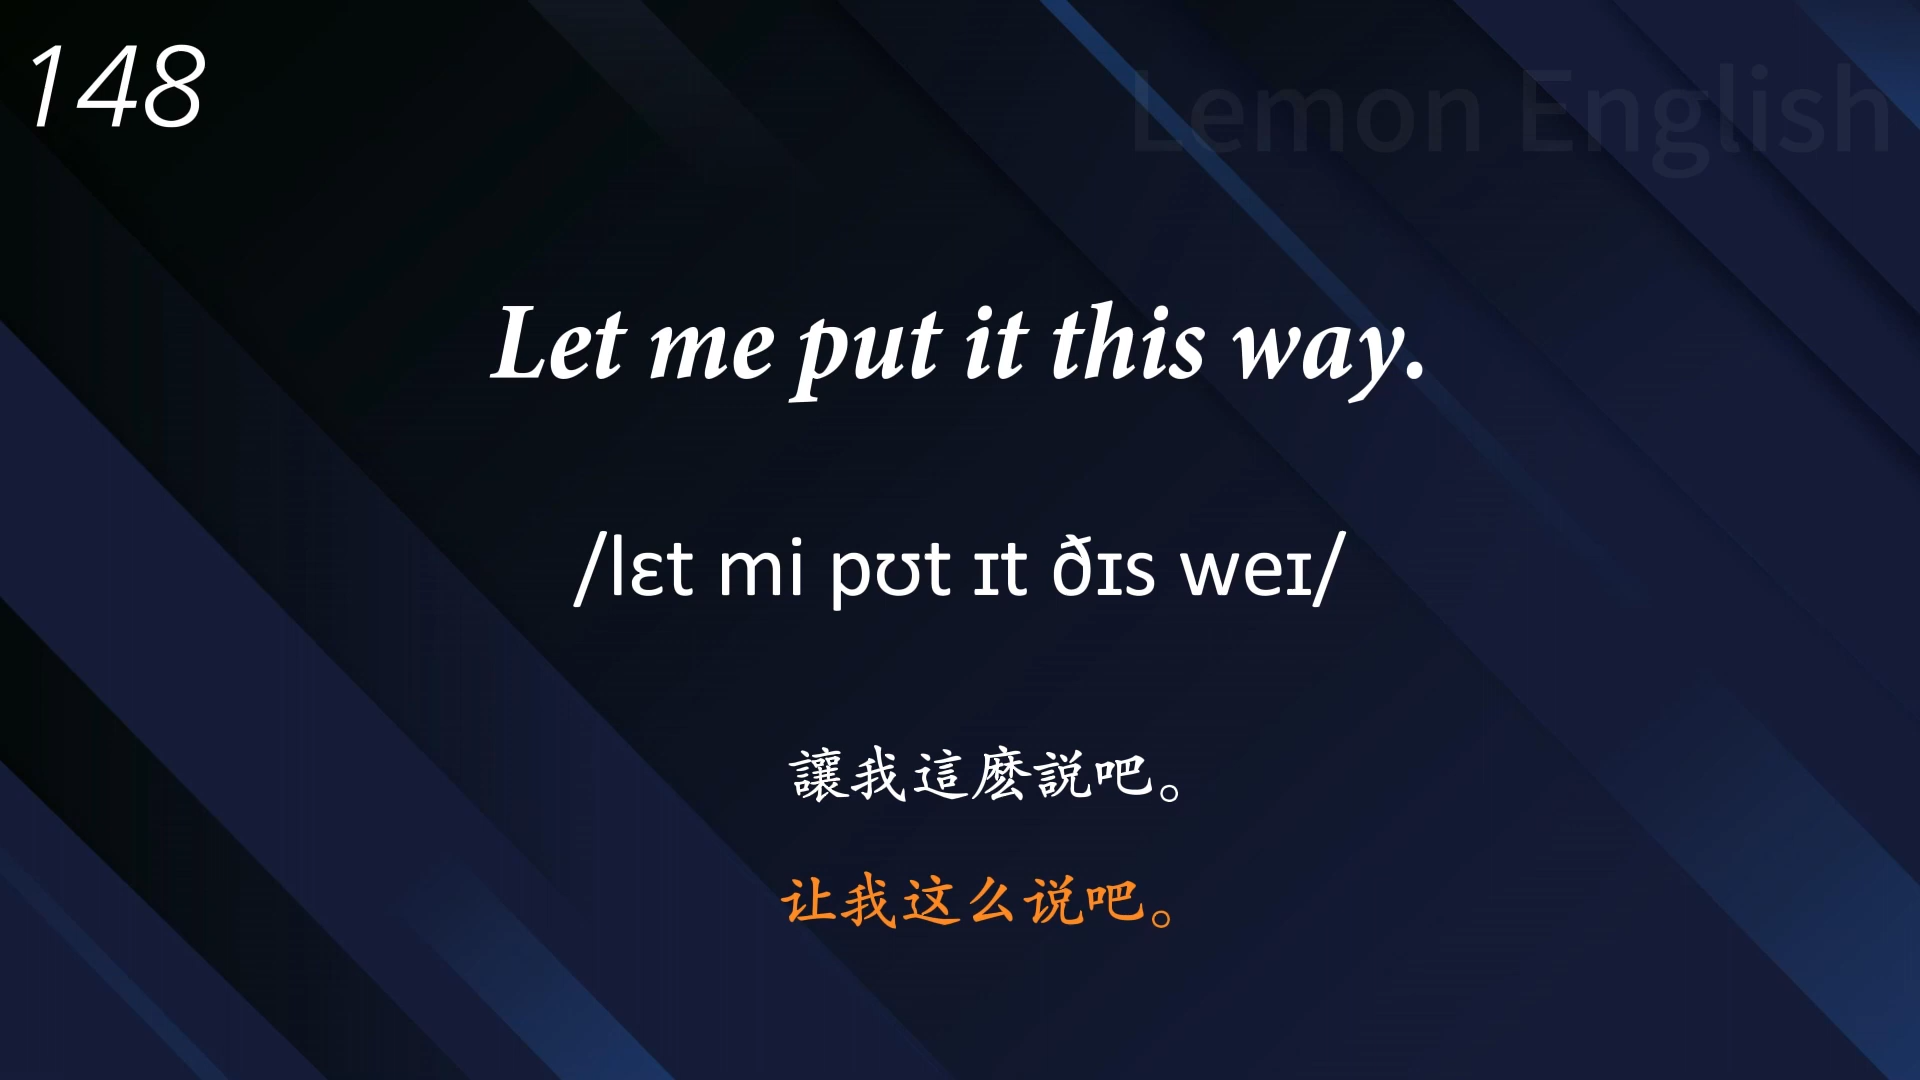 148
Lemon English
Let me put it this way.
/lɛt mi pʊt ɪt ðɪs weɪ/
讓我這麽説吧。
让我这么说吧。